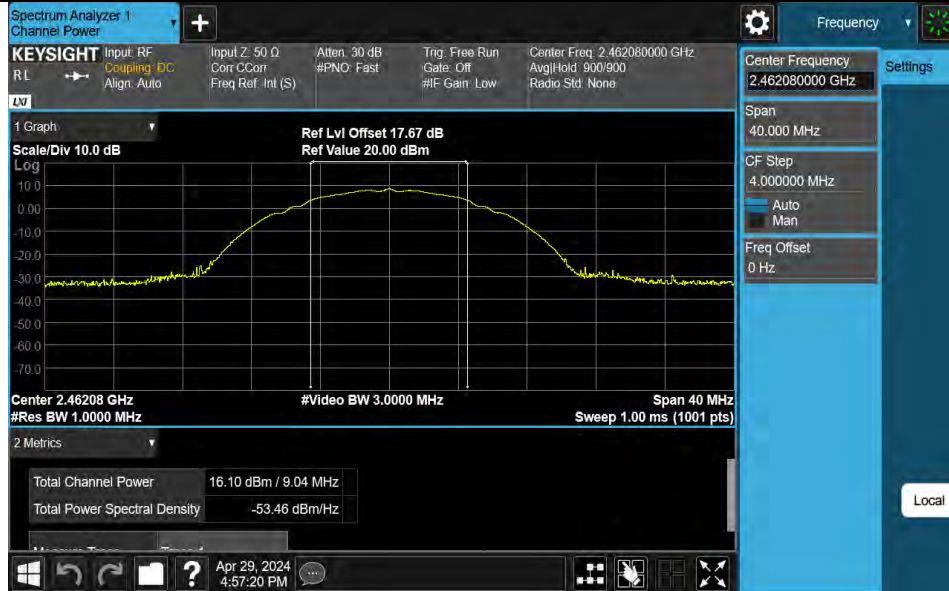 Spectrum Analyzer 1
Channel Power
Frequency
KEYSIGHT
RL
LXI
Input: RF
Coupling: DC
Align: Auto
Input Z: 50 Ω
Corr CCorr
Freq Ref: Int (S)
Atten: 30 dB
#PNO: Fast
Trig: Free Run
Gate: Off
#IF Gain: Low
Center Freq: 2.462080000 GHz
Avg|Hold: 900/900
Radio Std: None
Center Frequency
2.462080000 GHz
Settings
Span
40.000 MHz
CF Step
4.000000 MHz
Auto
Man
Freq Offset
0 Hz
1 Graph
Scale/Div 10.0 dB
Ref Lvl Offset 17.67 dB
Ref Value 20.00 dBm
Log
10.0
0.00
-10.0
-20.0
-30.0
-40.0
-50.0
-60.0
-70.0
Center 2.46208 GHz
#Video BW 3.0000 MHz
Span 40 MHz
#Res BW 1.0000 MHz
Sweep 1.00 ms (1001 pts)
2 Metrics
Total Channel Power 16.10 dBm / 9.04 MHz
Total Power Spectral Density -53.46 dBm/Hz
Local
Apr 29, 2024
4:57:20 PM